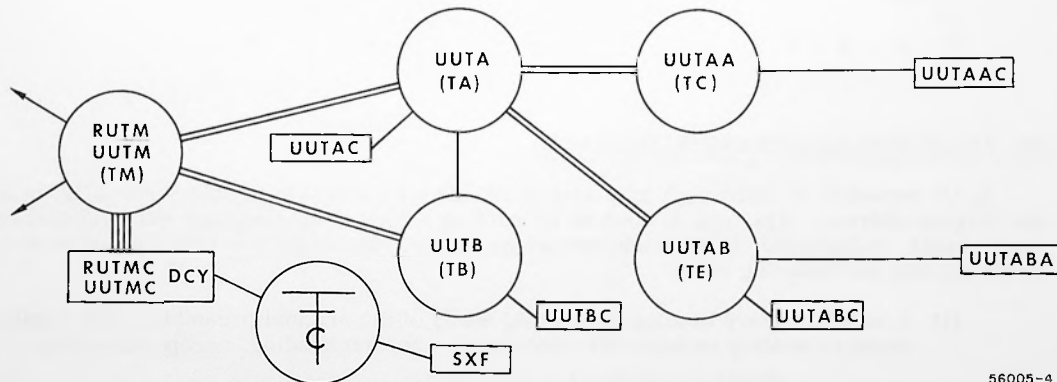 UUTA
(TA)
UUTAA
(TC)
UUTAAC
RUTM
UUTM
(TM)
UUTAC
UUTB
(TB)
UUTAB
(TE)
UUTABA
RUTMC
UUTMC
DCY
UUTBC
UUTABC
C
SXF
56005-4